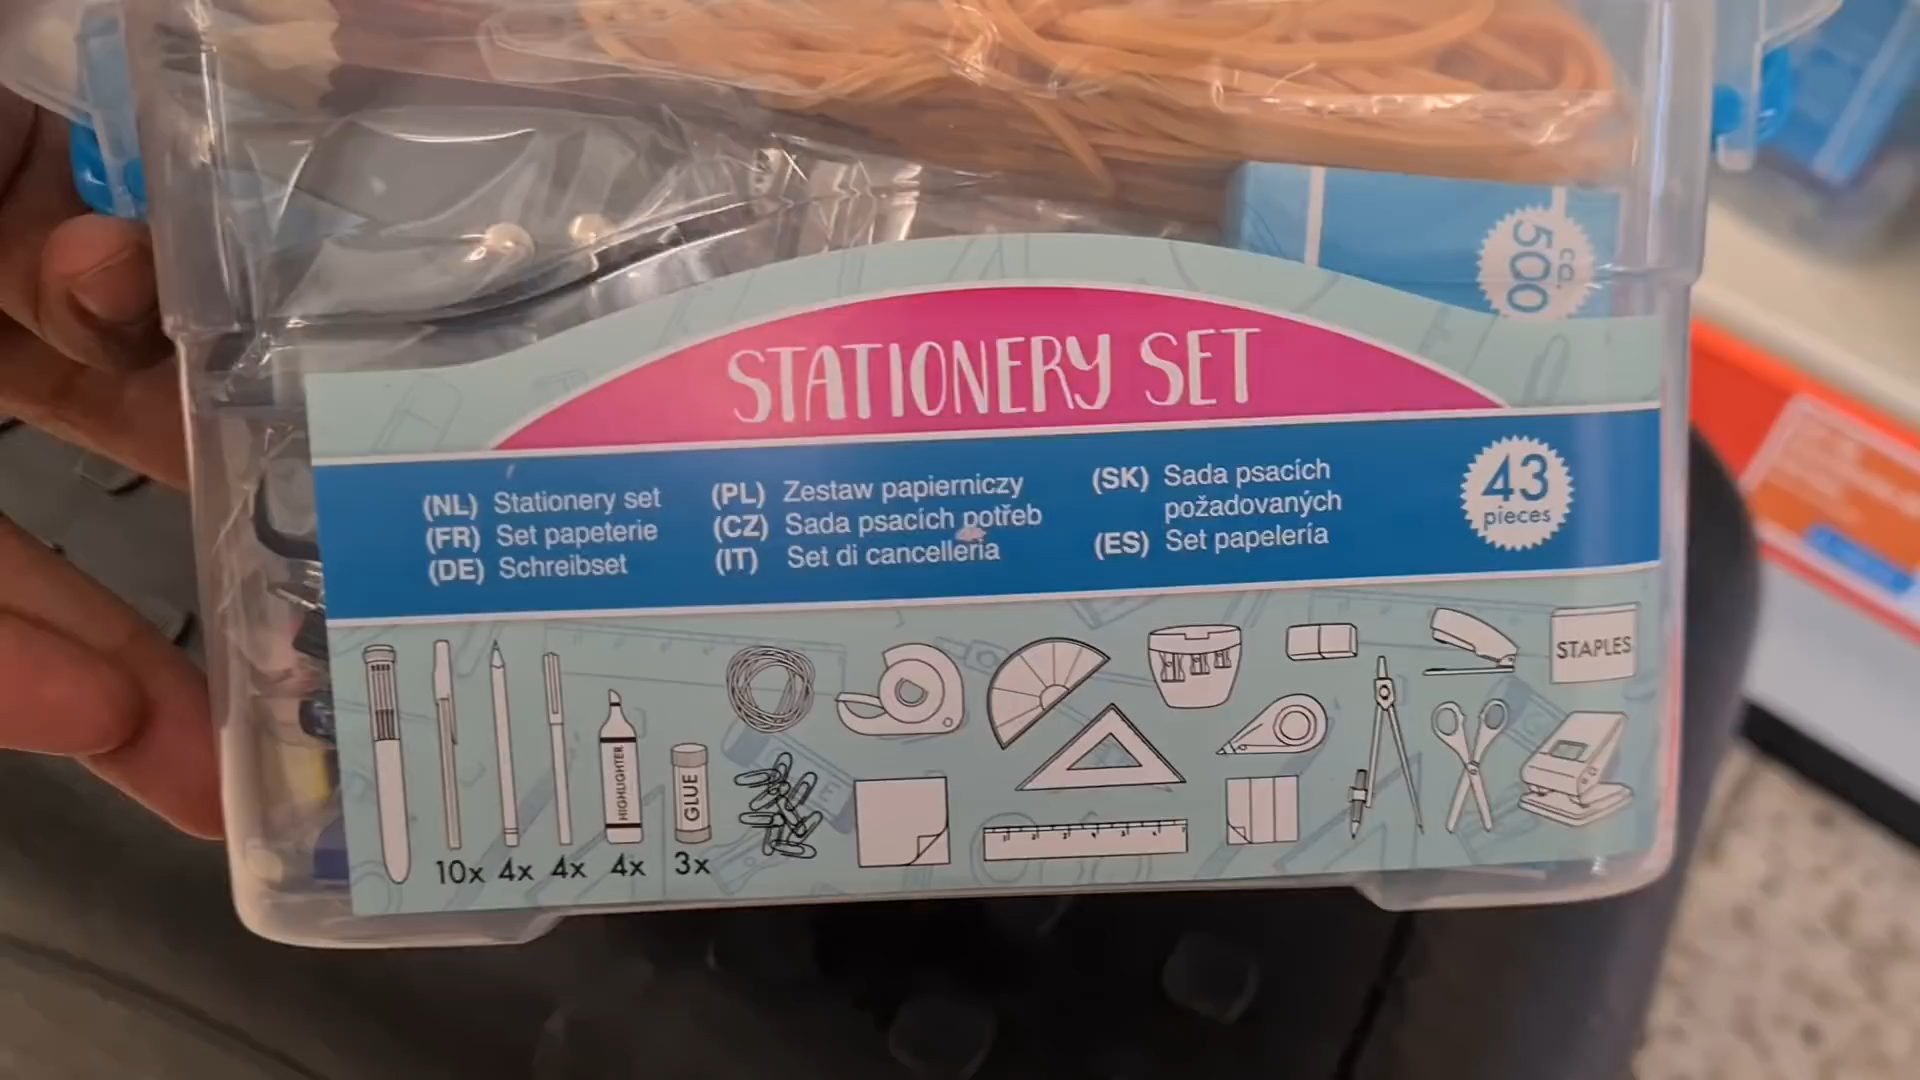 ca.
500
STATIONERY SET
(NL) Stationery set
(FR) Set papeterie
(DE) Schreibset
(PL) Zestaw papierniczy
(CZ) Sada psacích potřeb
(IT) Set di cancelleria
(SK) Sada psacích
požadovaných
(ES) Set papelería
43
pieces
HIGHLIGHTER
GLUE
STAPLES
10x 4x 4x 4x 3x